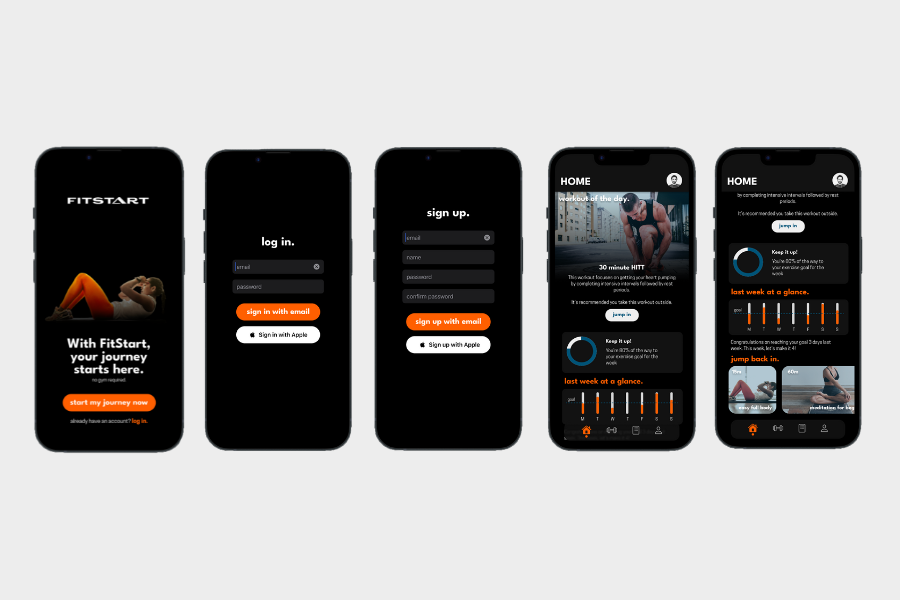 FITSTART
With FitStart,
your journey
starts here.
no gym required.
start my journey now
already have an account? log in.
log in.
email
password
sign in with email
Sign in with Apple
sign up.
email
name
password
confirm password
sign up with email
Sign up with Apple
HOME
workout of the day.
30 minute HITT
This workout focuses on getting your heart pumping
by completing intensive intervals followed by rest
periods.
It's recommended you take this workout outside.
jump in
Keep it up!
You're 80% of the way to
your exercise goal for the
week
last week at a glance.
goal
M T W T F S S
HOME
by completing intensive intervals followed by rest
periods.
It's recommended you take this workout outside.
jump in
Keep it up!
You're 80% of the way to
your exercise goal for the
week
last week at a glance.
goal
M T W T F S S
Congratulations on reaching your goal 3 days last
week. This week, let's make it 4!
jump back in.
15m
60m
easy full body
meditation for beg